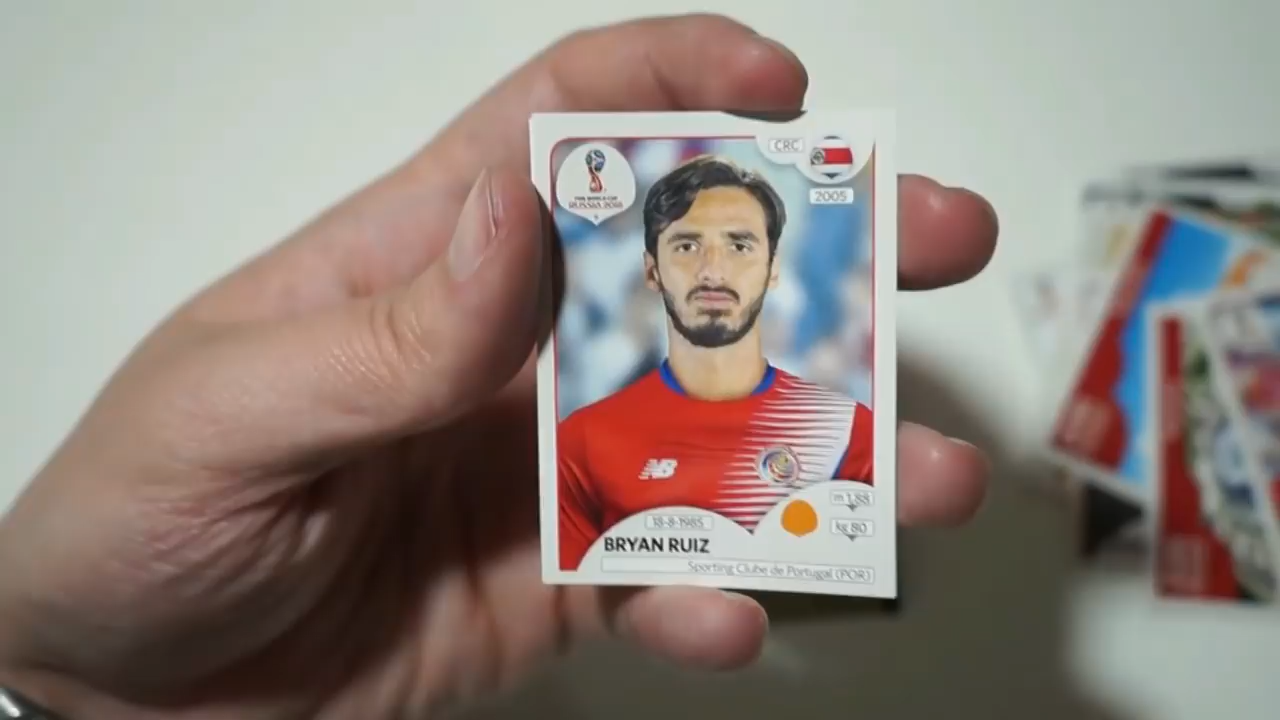 FIFA WORLD CUP
RUSSIA 2018
CRC
2005
NB
18-8-1985
m 1,88
kg 80
BRYAN RUIZ
Sporting Clube de Portugal (POR)